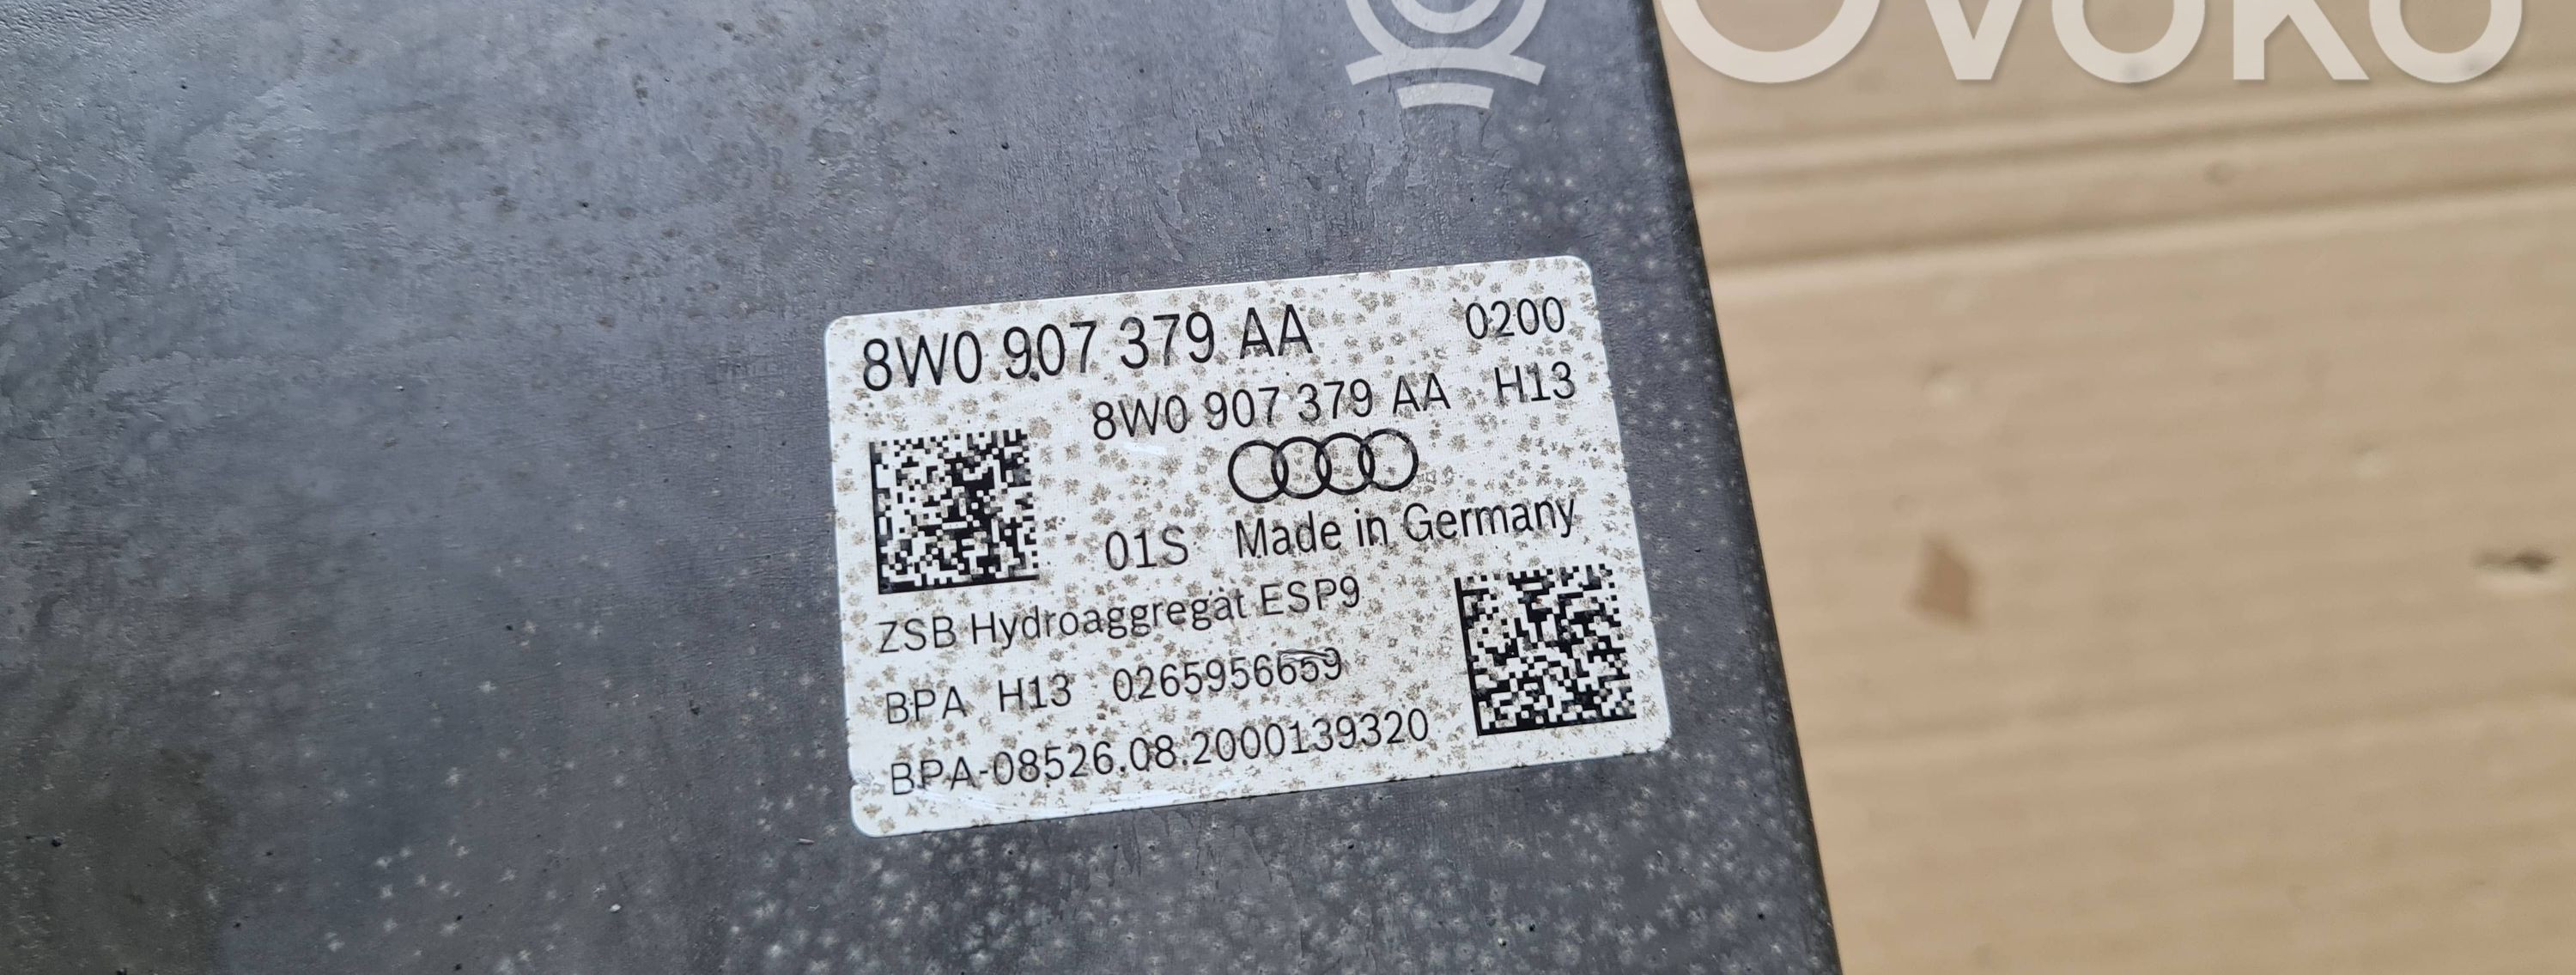 OVOKO
8W0 907 379 AA 0200
8W0 907 379 AA H13
01S Made in Germany
ZSB Hydroaggregat ESP9
BPA H13 0265956659
BPA-08526.08.2000139320